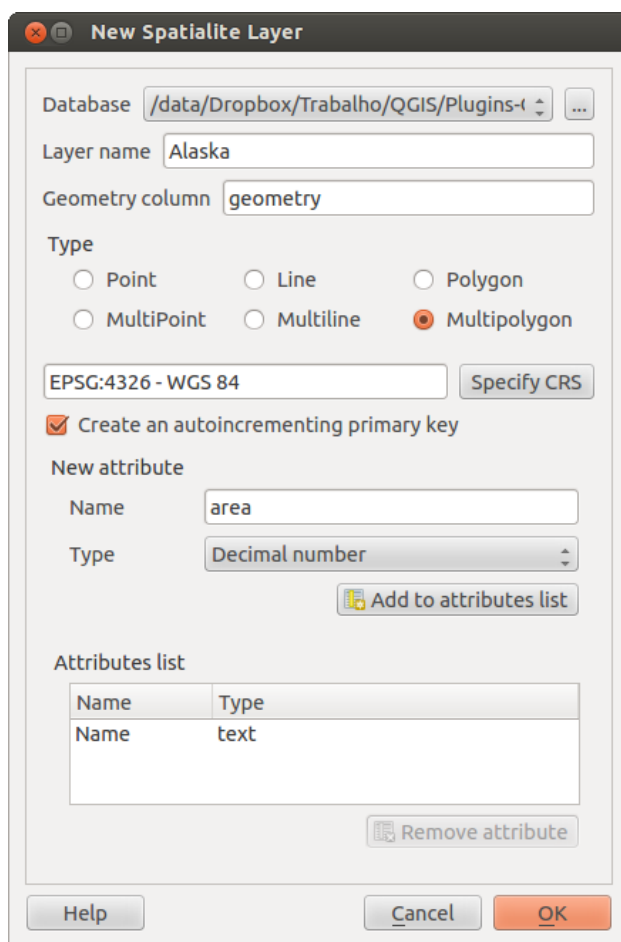 New Spatialite Layer
Database /data/Dropbox/Trabalho/QGIS/Plugins-( ...
Layer name Alaska
Geometry column geometry
Type
Point Line Polygon
MultiPoint Multiline Multipolygon
EPSG:4326 - WGS 84 Specify CRS
Create an autoincrementing primary key
New attribute
Name area
Type Decimal number
Add to attributes list
Attributes list
Name Type
Name text
Remove attribute
Help Cancel OK